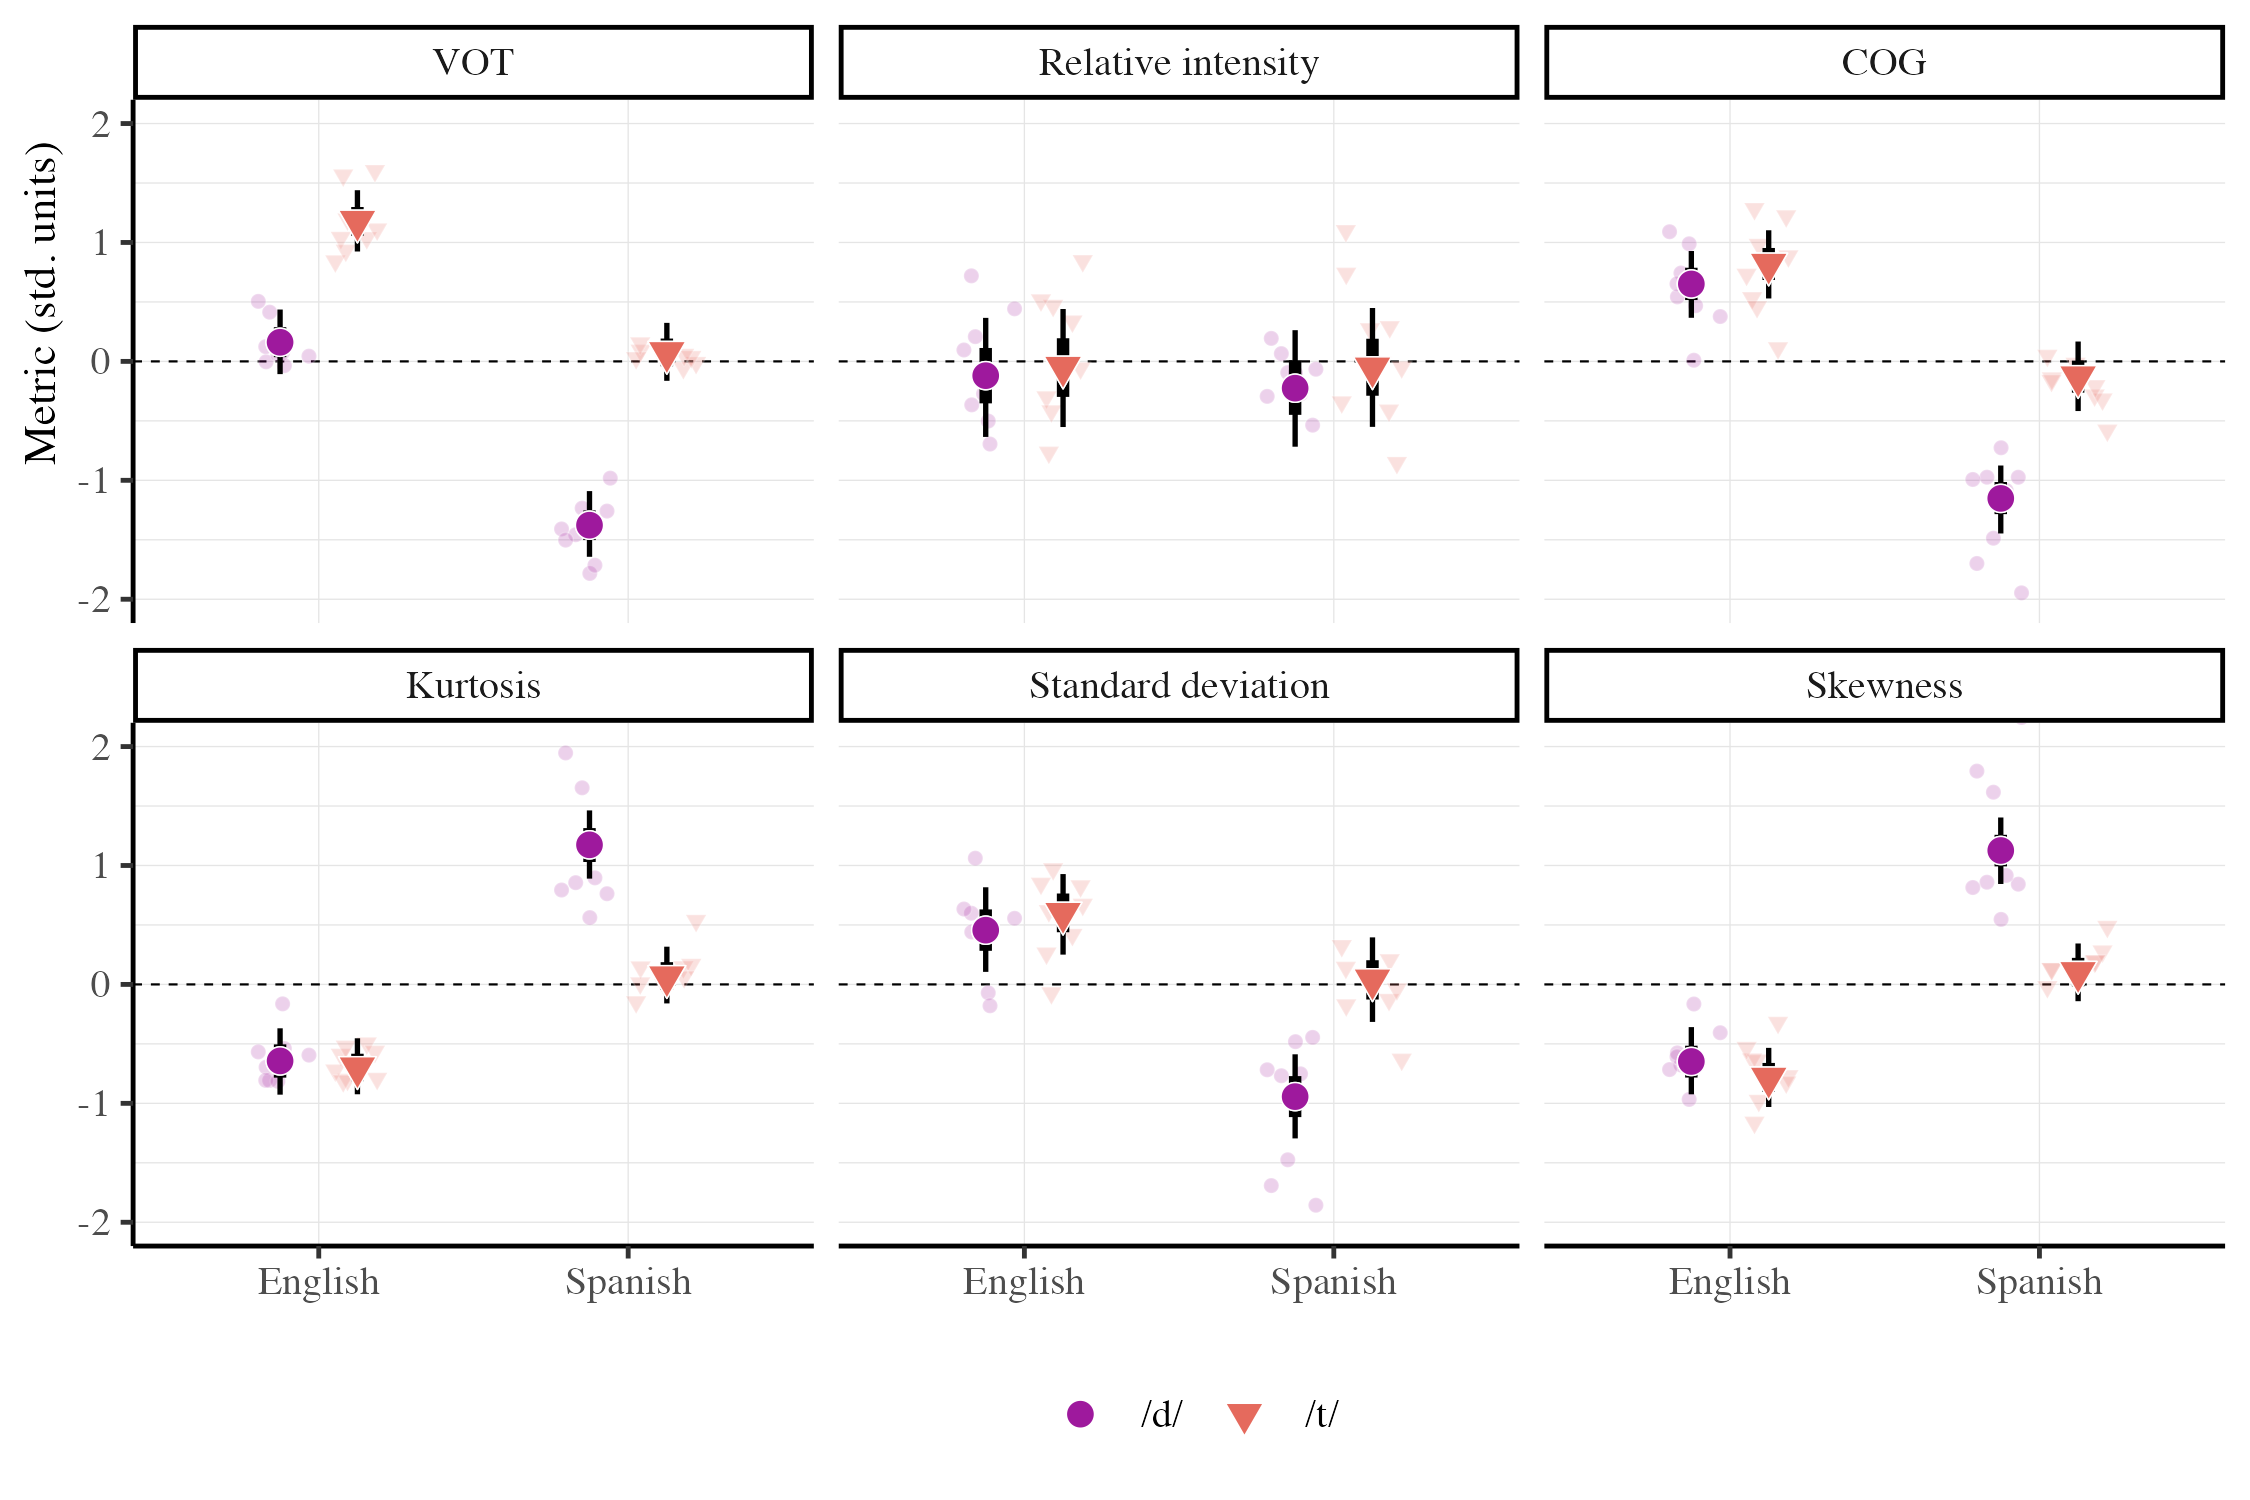 VOT
Relative intensity
COG
Metric (std. units)
2
1
0
-1
-2
Kurtosis
Standard deviation
Skewness
2
1
0
-1
-2
English
Spanish
English
Spanish
English
Spanish
/d/
/t/